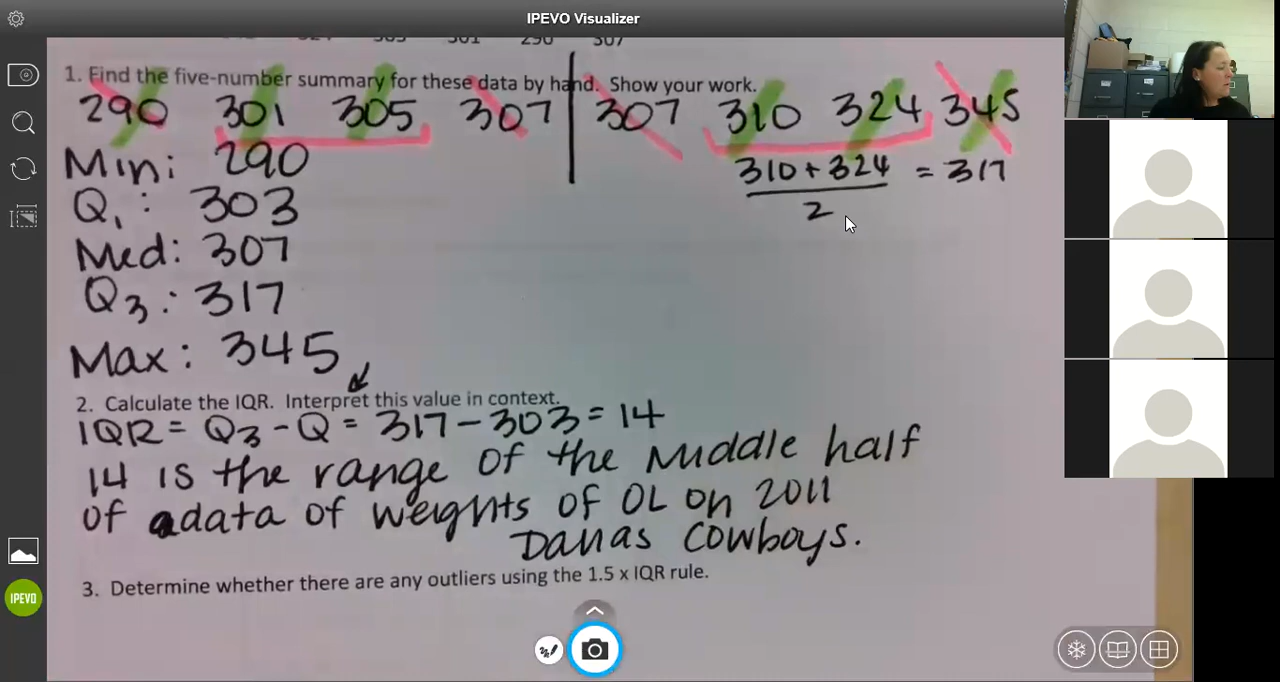 IPEVO Visualizer
301 290 307
1. Find the five-number summary for these data by hand. Show your work.
290 301 305 307 307 310 324 345
310 + 324 = 317
2
Min: 290
Q1: 303
Med: 307
Q3: 317
Max: 345
2. Calculate the IQR. Interpret this value in context.
IQR = Q3 - Q = 317 - 303 = 14
14 is the range of the middle half
of data of weights of OL on 2011
Dallas Cowboys.
3. Determine whether there are any outliers using the 1.5 x IQR rule.
IPEVO